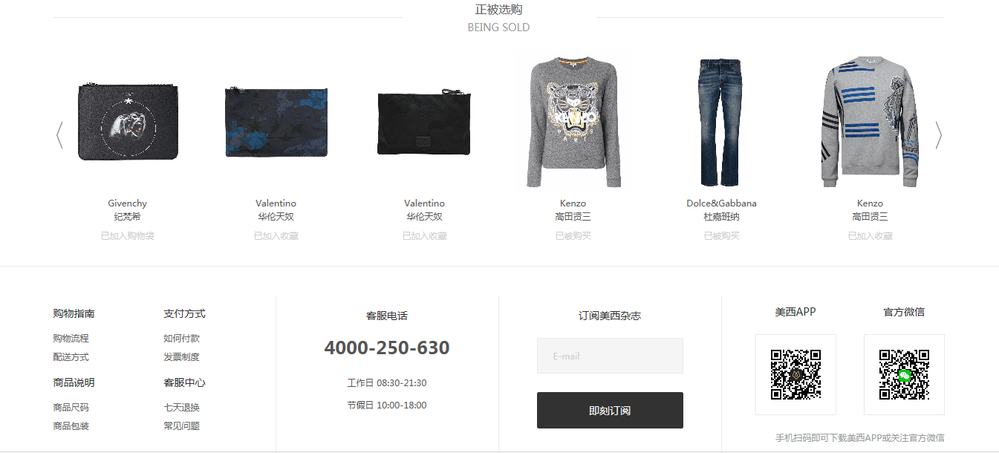 正被选购
BEING SOLD
KENZO
PARIS
Givenchy
纪梵希
已加入购物袋
Valentino
华伦天奴
已加入收藏
Valentino
华伦天奴
已加入收藏
Kenzo
高田贤三
已被购买
Dolce&Gabbana
杜嘉班纳
已被购买
Kenzo
高田贤三
已加入收藏
购物指南
购物流程
配送方式
商品说明
商品尺码
商品包装
支付方式
如何付款
发票制度
客服中心
七天退换
常见问题
客服电话
4000-250-630
工作日 08:30-21:30
节假日 10:00-18:00
订阅美西杂志
E-mail
即刻订阅
美西APP
官方微信
手机扫码即可下载美西APP或关注官方微信